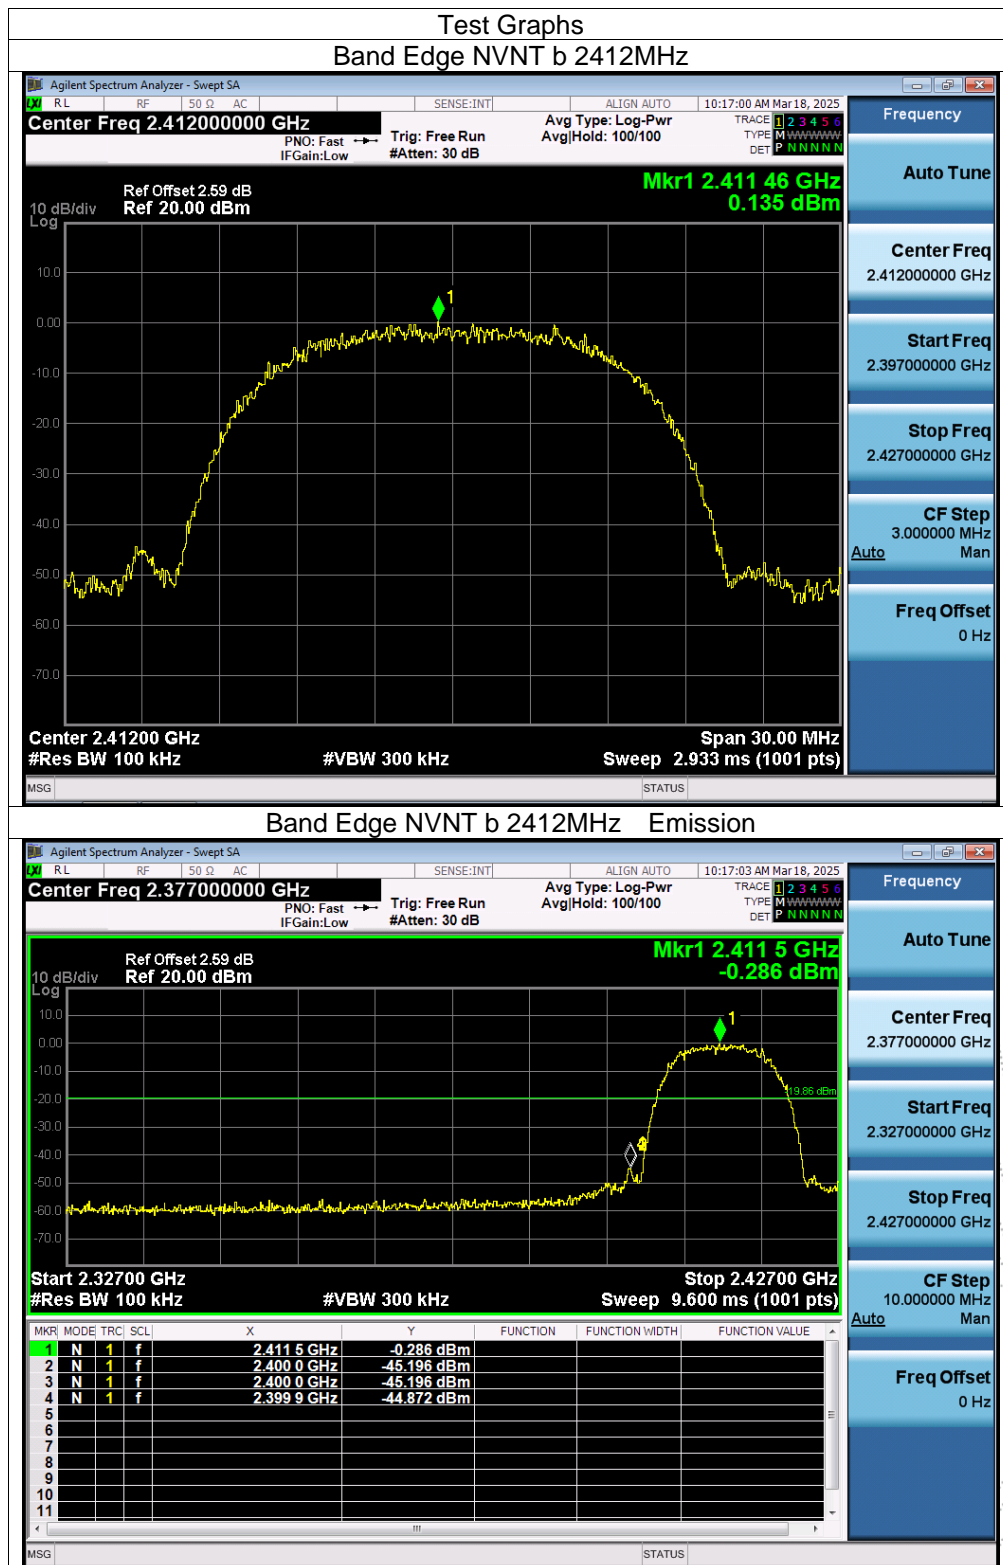 Test Graphs
Band Edge NVNT b 2412MHz
Agilent Spectrum Analyzer - Swept SA
LXI RL RF 50 Ω AC SENSE:INT ALIGN AUTO 10:17:00 AM Mar 18, 2025
Center Freq 2.412000000 GHz
PNO: Fast
IFGain:Low
Trig: Free Run
#Atten: 30 dB
Avg Type: Log-Pwr
Avg|Hold: 100/100
TRACE 1 2 3 4 5 6
TYPE M WWWWW
DET P N N N N N
Frequency
Auto Tune
Center Freq
2.412000000 GHz
Start Freq
2.397000000 GHz
Stop Freq
2.427000000 GHz
CF Step
3.000000 MHz
Auto Man
Freq Offset
0 Hz
Mkr1 2.411 46 GHz
0.135 dBm
Ref Offset 2.59 dB
10 dB/div Ref 20.00 dBm
Log
10.0
0.00
-10.0
-20.0
-30.0
-40.0
-50.0
-60.0
-70.0
1
Center 2.41200 GHz Span 30.00 MHz
#Res BW 100 kHz #VBW 300 kHz Sweep 2.933 ms (1001 pts)
MSG STATUS
Band Edge NVNT b 2412MHz Emission
Agilent Spectrum Analyzer - Swept SA
LXI RL RF 50 Ω AC SENSE:INT ALIGN AUTO 10:17:03 AM Mar 18, 2025
Center Freq 2.377000000 GHz
PNO: Fast
IFGain:Low
Trig: Free Run
#Atten: 30 dB
Avg Type: Log-Pwr
Avg|Hold: 100/100
TRACE 1 2 3 4 5 6
TYPE M WWWWW
DET P N N N N N
Frequency
Auto Tune
Center Freq
2.377000000 GHz
Start Freq
2.327000000 GHz
Stop Freq
2.427000000 GHz
CF Step
10.000000 MHz
Auto Man
Freq Offset
0 Hz
Mkr1 2.411 5 GHz
-0.286 dBm
Ref Offset 2.59 dB
10 dB/div Ref 20.00 dBm
Log
10.0
0.00
-10.0
-20.0
-30.0
-40.0
-50.0
-60.0
-70.0
1
-19.86 dBm
Start 2.32700 GHz Stop 2.42700 GHz
#Res BW 100 kHz #VBW 300 kHz Sweep 9.600 ms (1001 pts)
MKR MODE TRC SCL X Y FUNCTION FUNCTION WIDTH FUNCTION VALUE
1 N 1 f 2.411 5 GHz -0.286 dBm
2 N 1 f 2.400 0 GHz -45.196 dBm
3 N 1 f 2.400 0 GHz -45.196 dBm
4 N 1 f 2.399 9 GHz -44.872 dBm
5
6
7
8
9
10
11
MSG STATUS